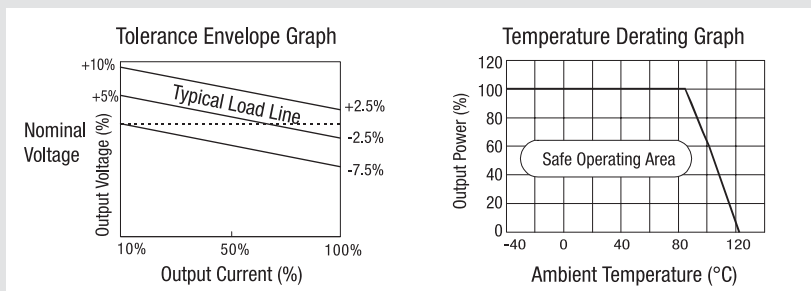 Tolerance Envelope Graph
+10%
+5%
Nominal
Voltage
Output Voltage (%)
Typical Load Line
+2.5%
-2.5%
-7.5%
10%
50%
100%
Output Current (%)
Temperature Derating Graph
120
100
80
60
40
20
0
Output Power (%)
Safe Operating Area
-40
0
40
80
120
Ambient Temperature (°C)